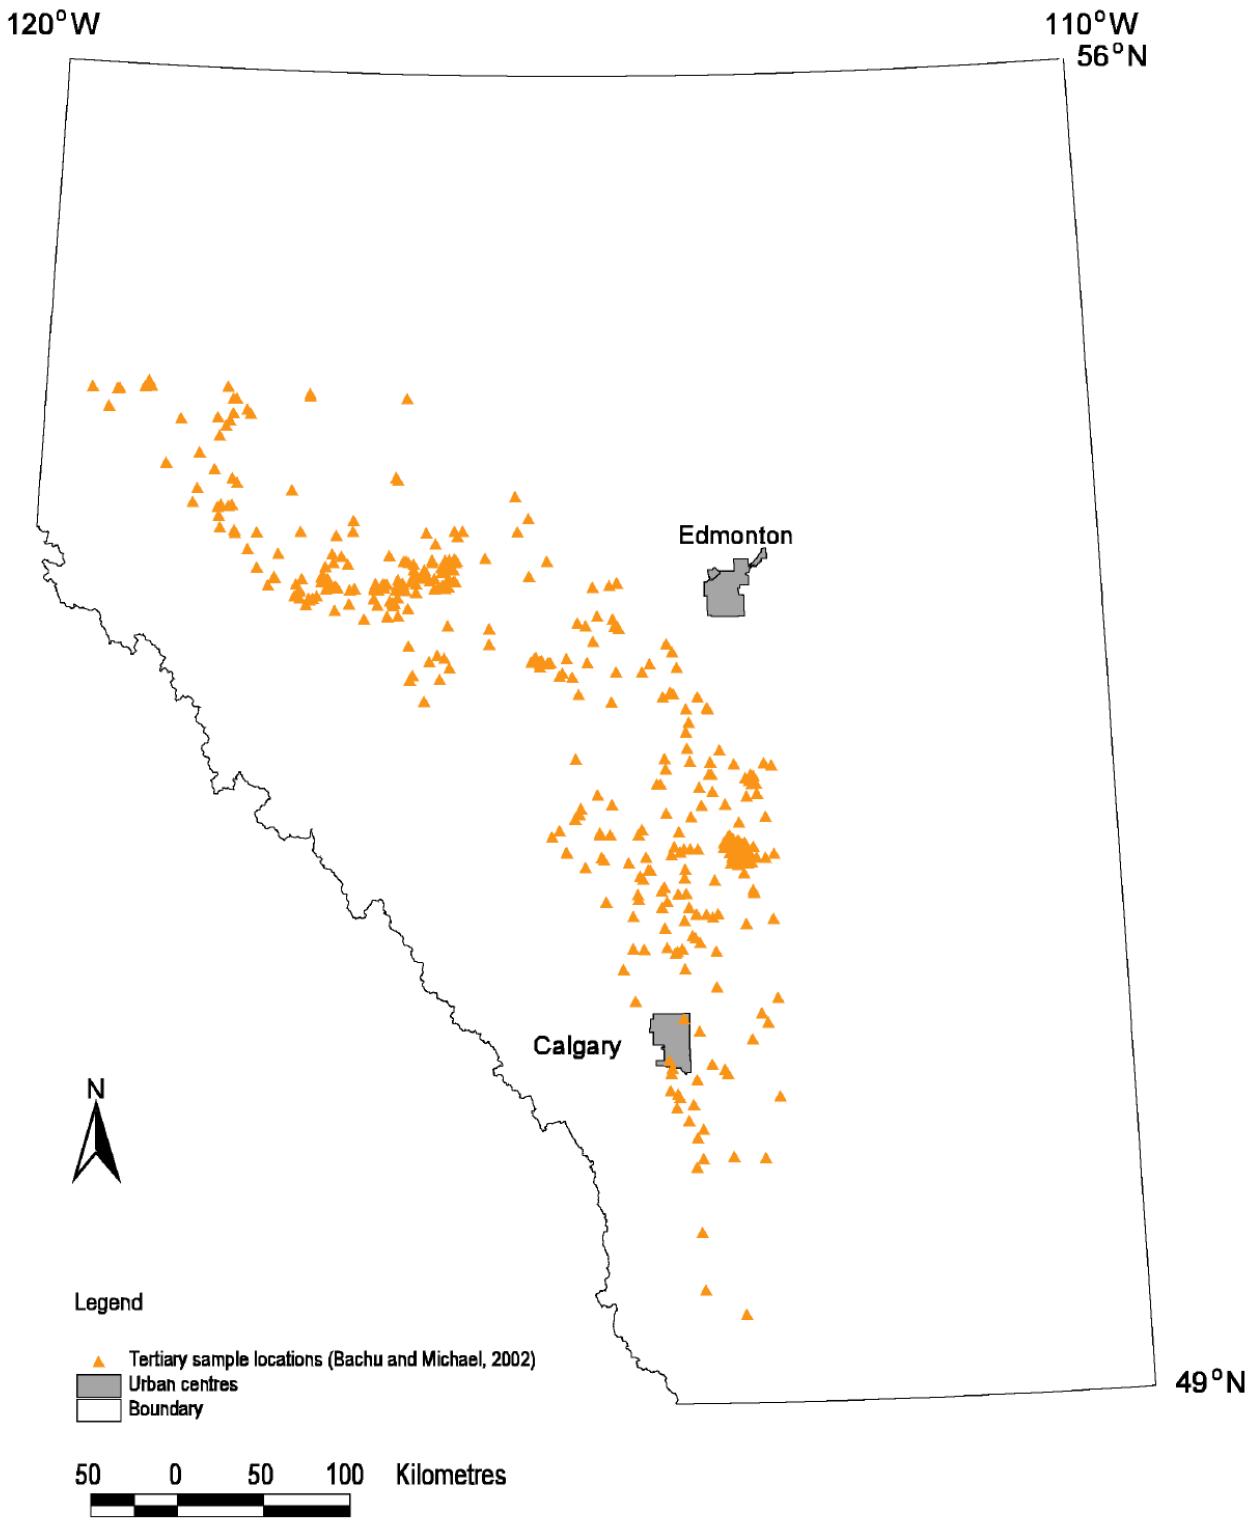 120°W
110°W
56°N
Edmonton
Calgary
N
Legend
Tertiary sample locations (Bachu and Michael, 2002)
Urban centres
Boundary
49°N
50 0 50 100 Kilometres